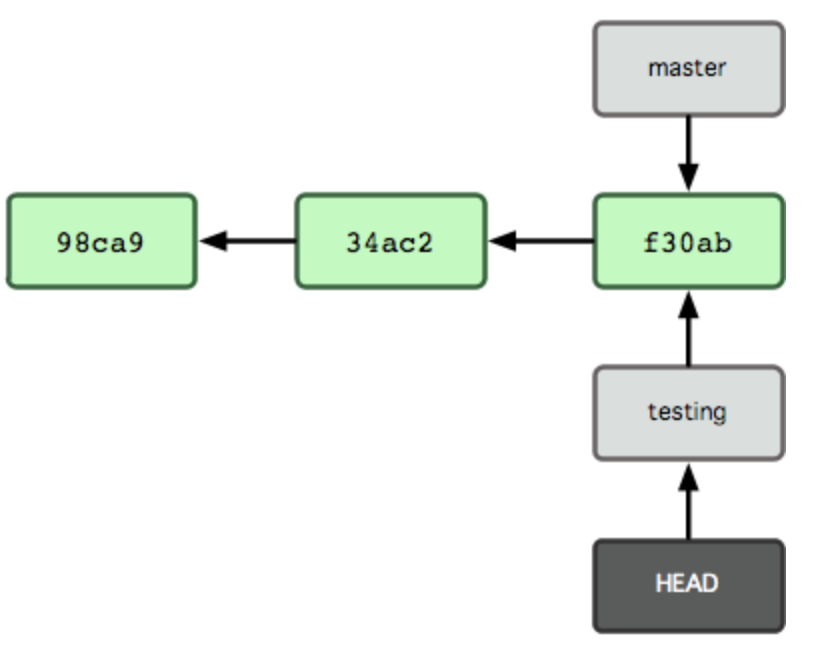 master
98ca9
34ac2
f30ab
testing
HEAD